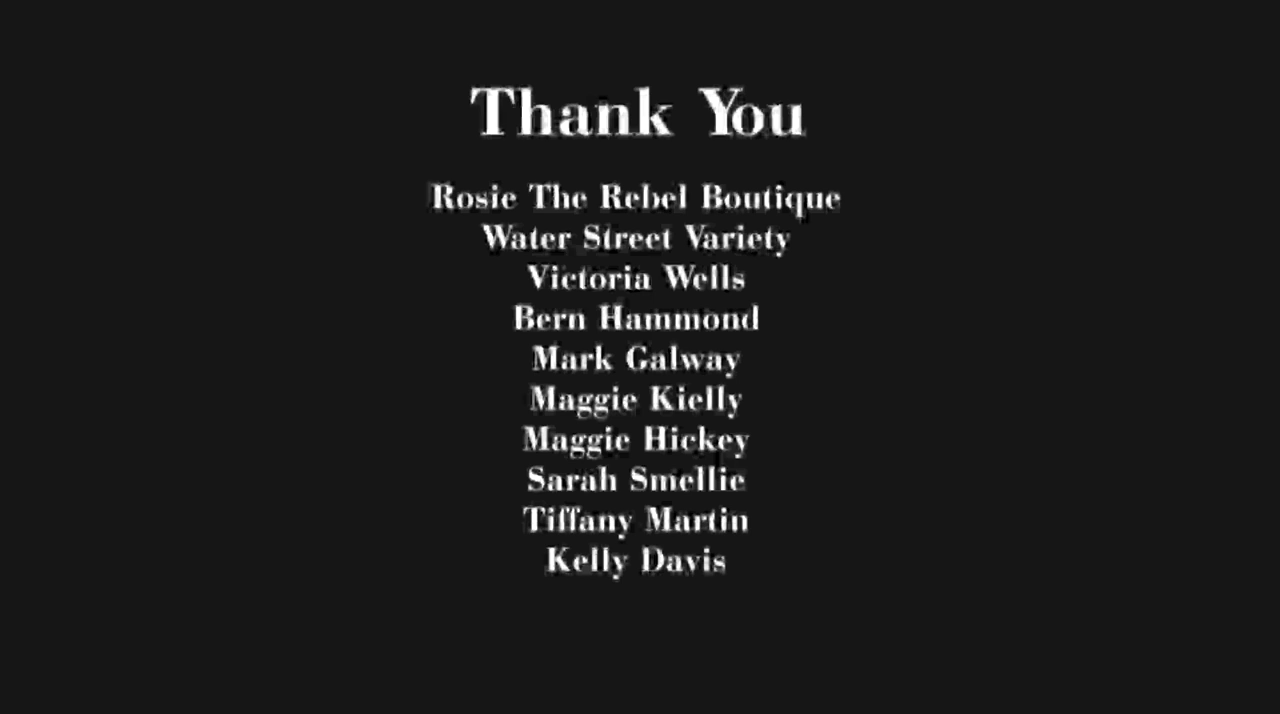 Thank You
Rosie The Rebel Boutique
Water Street Variety
Victoria Wells
Bern Hammond
Mark Galway
Maggie Kielly
Maggie Hickey
Sarah Smellie
Tiffany Martin
Kelly Davis